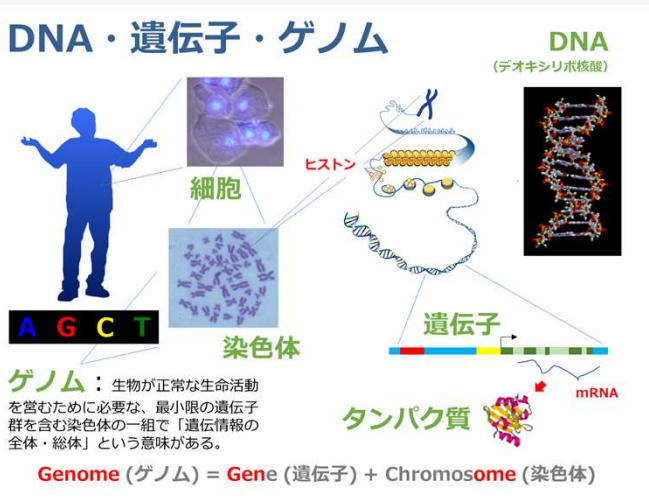 DNA・遺伝子・ゲノム
DNA
(デオキシリボ核酸)
ヒストン
細胞
染色体
遺伝子
A G C T
mRNA
タンパク質
ゲノム：生物が正常な生命活動
を営むために必要な、最小限の遺伝子
群を含む染色体の一組で「遺伝情報の
全体・総体」という意味がある。
Genome (ゲノム) = Gene (遺伝子) + Chromosome (染色体)